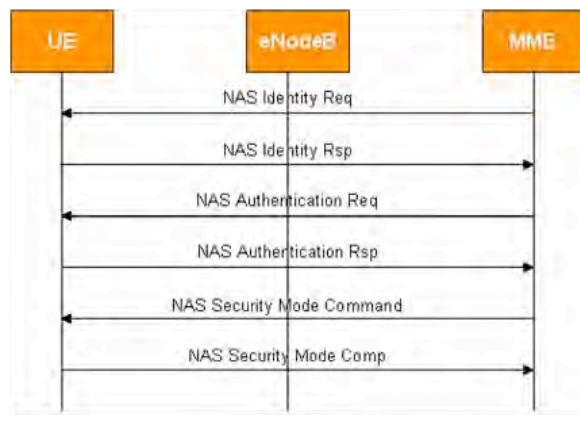 UE
eNodeB
MME
NAS Identity Req
NAS Identity Rsp
NAS Authentication Req
NAS Authentication Rsp
NAS Security Mode Command
NAS Security Mode Comp